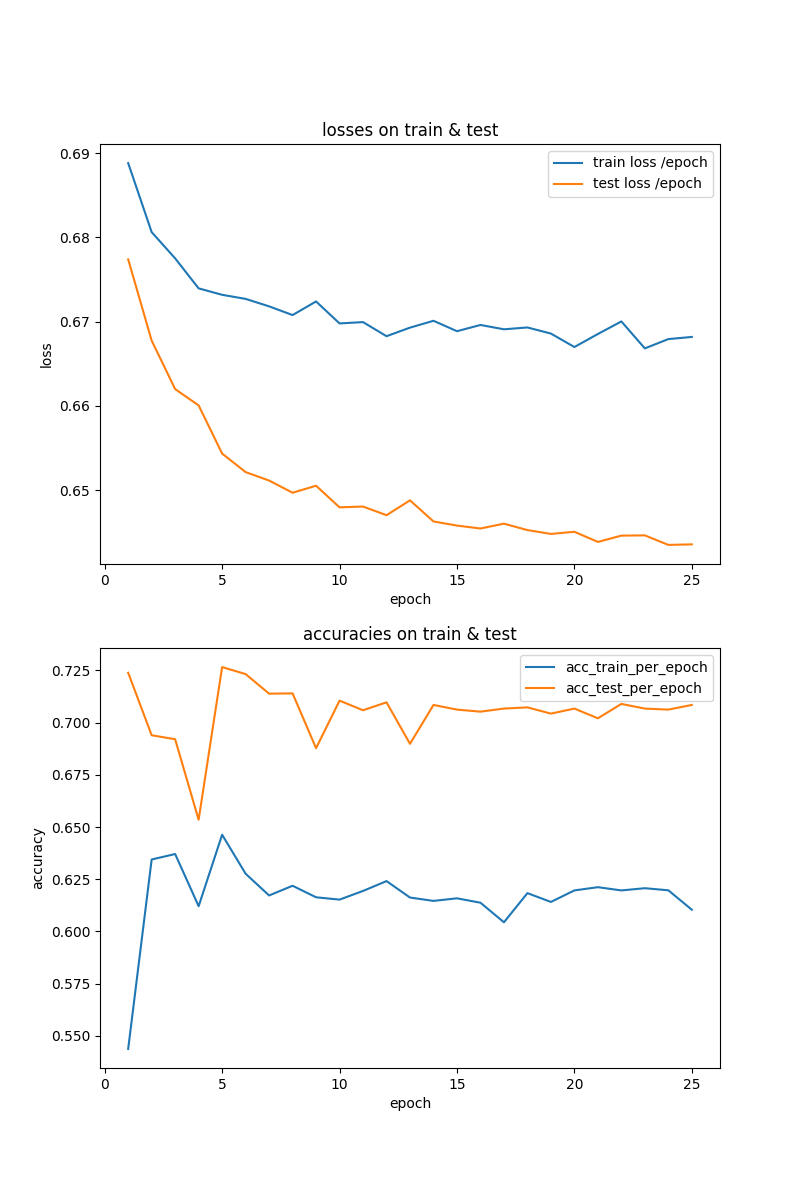 losses on train & test
train loss /epoch
test loss /epoch
0.69
0.68
0.67
0.66
0.65
loss
0 5 10 15 20 25
epoch
accuracies on train & test
acc_train_per_epoch
acc_test_per_epoch
0.725
0.700
0.675
0.650
0.625
0.600
0.575
0.550
accuracy
0 5 10 15 20 25
epoch